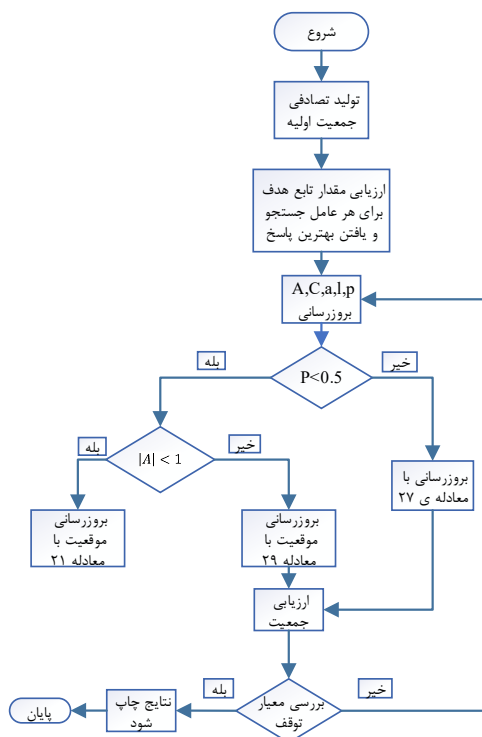 شروع
تولید تصادفی
جمعیت اولیه
ارزیابی مقدار تابع هدف
برای هر عامل جستجو
و یافتن بهترین پاسخ
A,C,a,l,p
بروزرسانی
P<0.5
خیر
بله
|A| < 1
خیر
بله
بروزرسانی با
معادله ی ۲۷
بروزرسانی
موقعیت با
معادله ۲۹
بروزرسانی
موقعیت با
معادله ۲۱
ارزیابی
جمعیت
بررسی معیار
توقف
خیر
بله
نتایج چاپ
شود
پایان